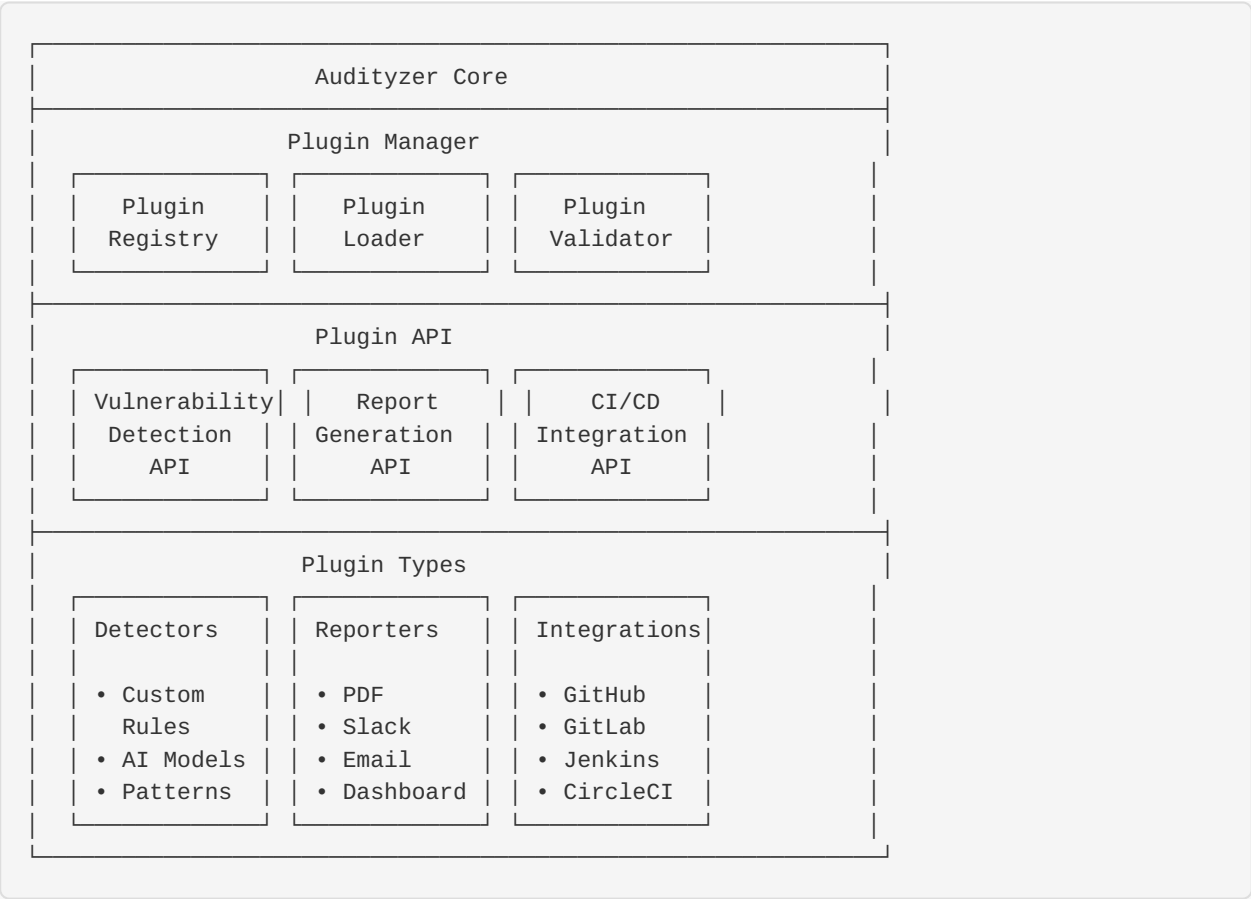 Audityzer Core
Plugin Manager
Plugin Plugin Plugin
Registry Loader Validator
Plugin API
Vulnerability Report CI/CD
Detection Generation Integration
API API API
Plugin Types
Detectors Reporters Integrations
• Custom • PDF • GitHub
Rules • Slack • GitLab
• AI Models • Email • Jenkins
• Patterns • Dashboard • CircleCI